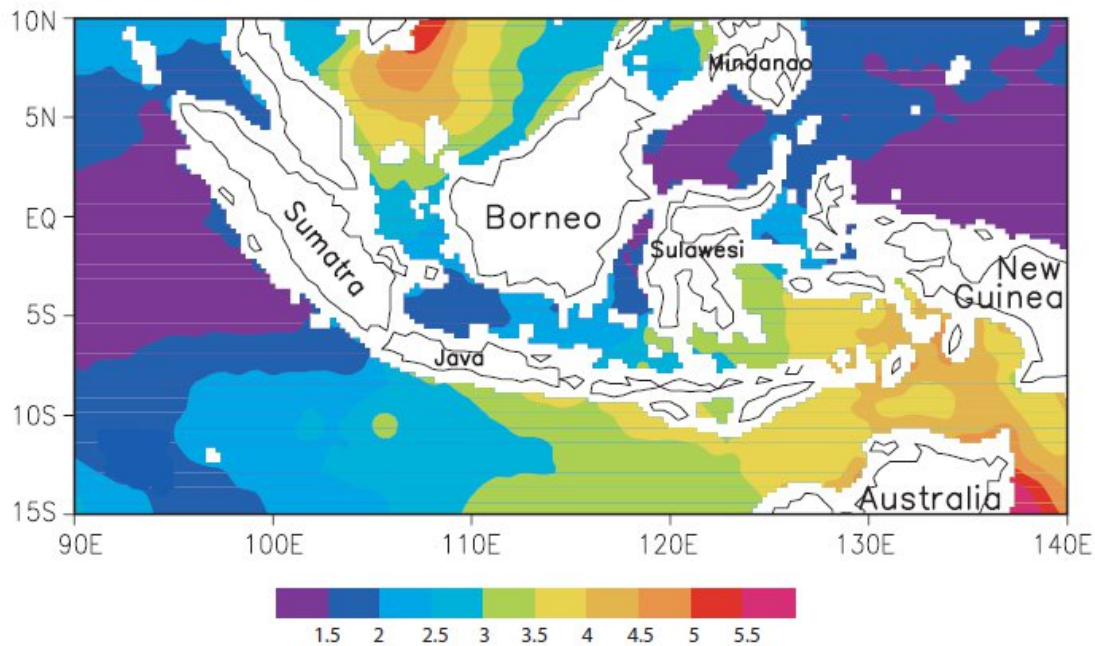 10N
5N
EQ
5S
10S
15S
Mindanao
Borneo
Sumatra
Sulawesi
New
Guinea
Java
Australia
90E 100E 110E 120E 130E 140E
1.5 2 2.5 3 3.5 4 4.5 5 5.5